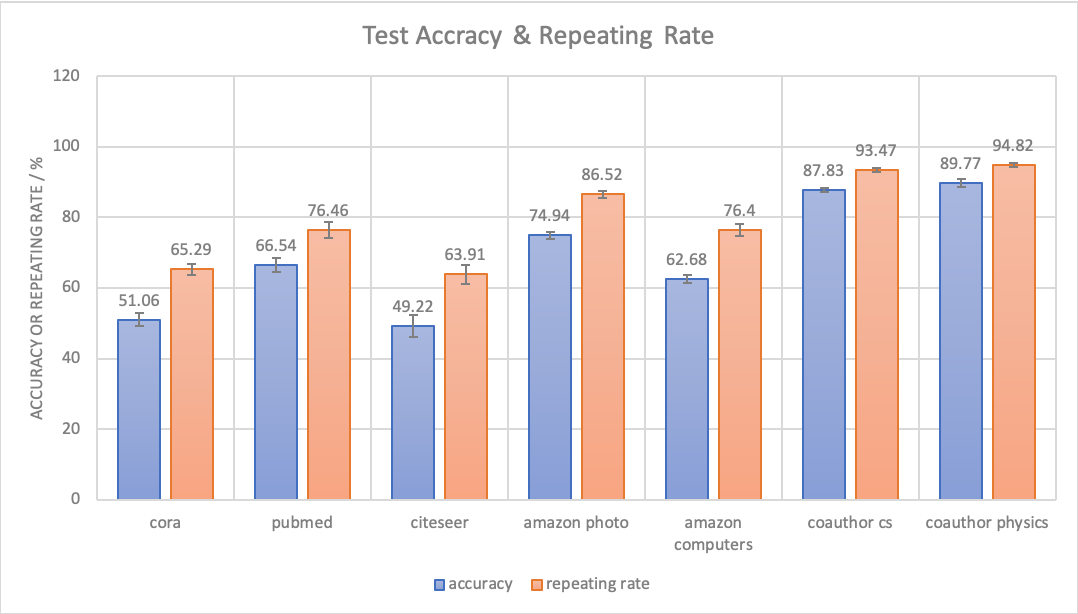 Test Accracy & Repeating Rate
ACCURACY OR REPEATING RATE / %
120
100
80
60
40
20
0
51.06
65.29
66.54
76.46
49.22
63.91
74.94
86.52
62.68
76.4
87.83
93.47
89.77
94.82
cora
pubmed
citeseer
amazon photo
amazon
computers
coauthor cs
coauthor physics
accuracy
repeating rate